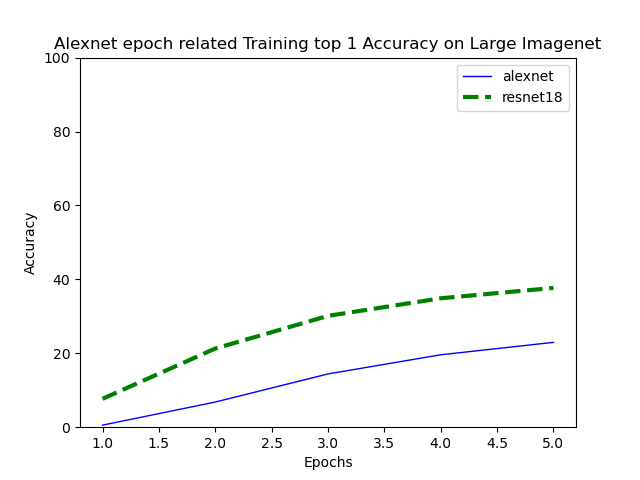 Alexnet epoch related Training top 1 Accuracy on Large Imagenet
100
80
60
40
20
0
Accuracy
alexnet
resnet18
1.0 1.5 2.0 2.5 3.0 3.5 4.0 4.5 5.0
Epochs